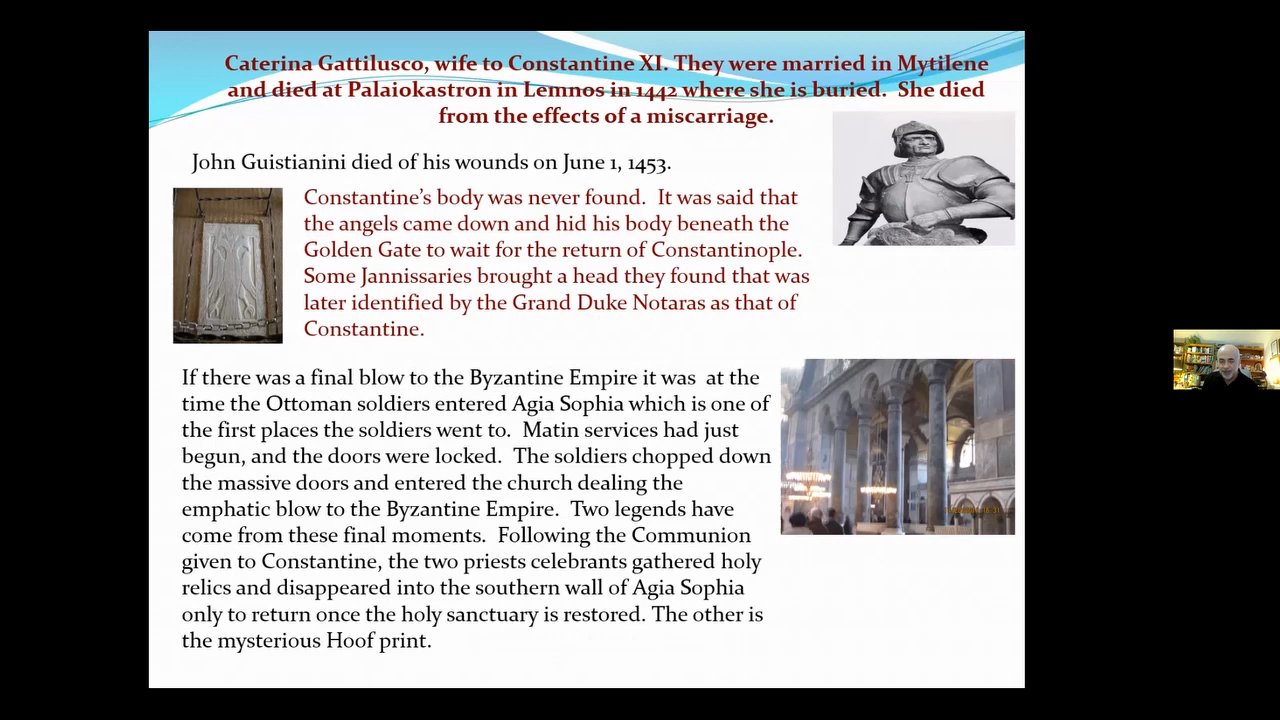 Caterina Gattilusco, wife to Constantine XI. They were married in Mytilene
and died at Palaiokastron in Lemnos in 1442 where she is buried.  She died
from the effects of a miscarriage.
John Guistianini died of his wounds on June 1, 1453.
Constantine's body was never found.  It was said that
the angels came down and hid his body beneath the
Golden Gate to wait for the return of Constantinople.
Some Jannissaries brought a head they found that was
later identified by the Grand Duke Notaras as that of
Constantine.
If there was a final blow to the Byzantine Empire it was  at the
time the Ottoman soldiers entered Agia Sophia which is one of
the first places the soldiers went to.  Matin services had just
begun, and the doors were locked.  The soldiers chopped down
the massive doors and entered the church dealing the
emphatic blow to the Byzantine Empire.  Two legends have
come from these final moments.  Following the Communion
given to Constantine, the two priests celebrants gathered holy
relics and disappeared into the southern wall of Agia Sophia
only to return once the holy sanctuary is restored. The other is
the mysterious Hoof print.